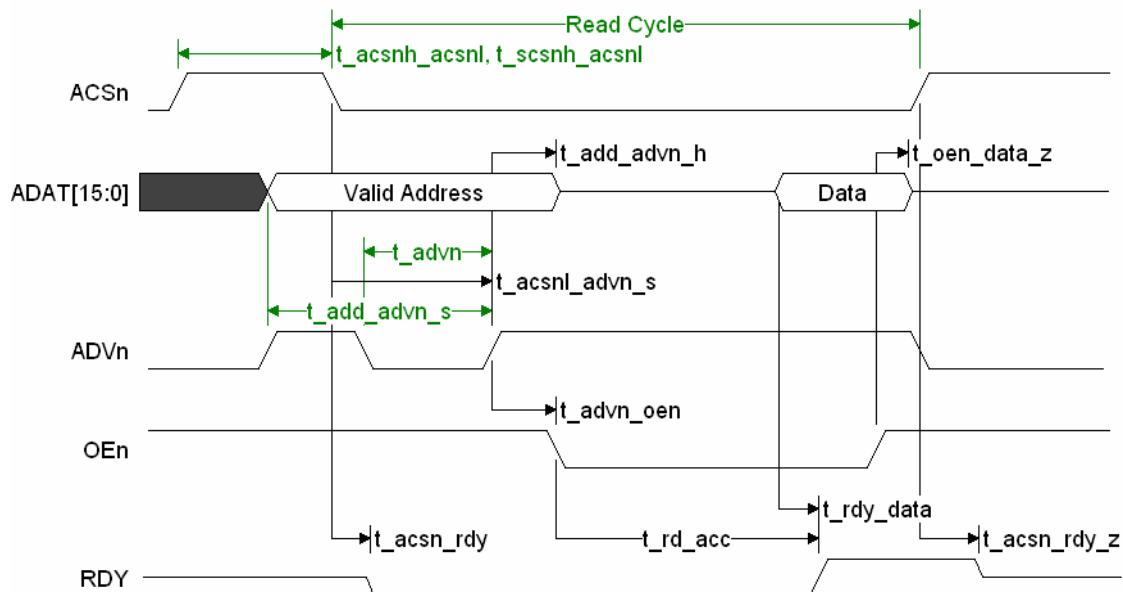 Read Cycle
t_acsnh_acsnl, t_scsnh_acsnl
ACSn
t_add_advn_h
t_oen_data_z
ADAT[15:0]
Valid Address
Data
t_advn
t_acsnl_advn_s
t_add_advn_s
ADVn
t_advn_oen
OEn
t_rdy_data
t_acsn_rdy
t_rd_acc
t_acsn_rdy_z
RDY